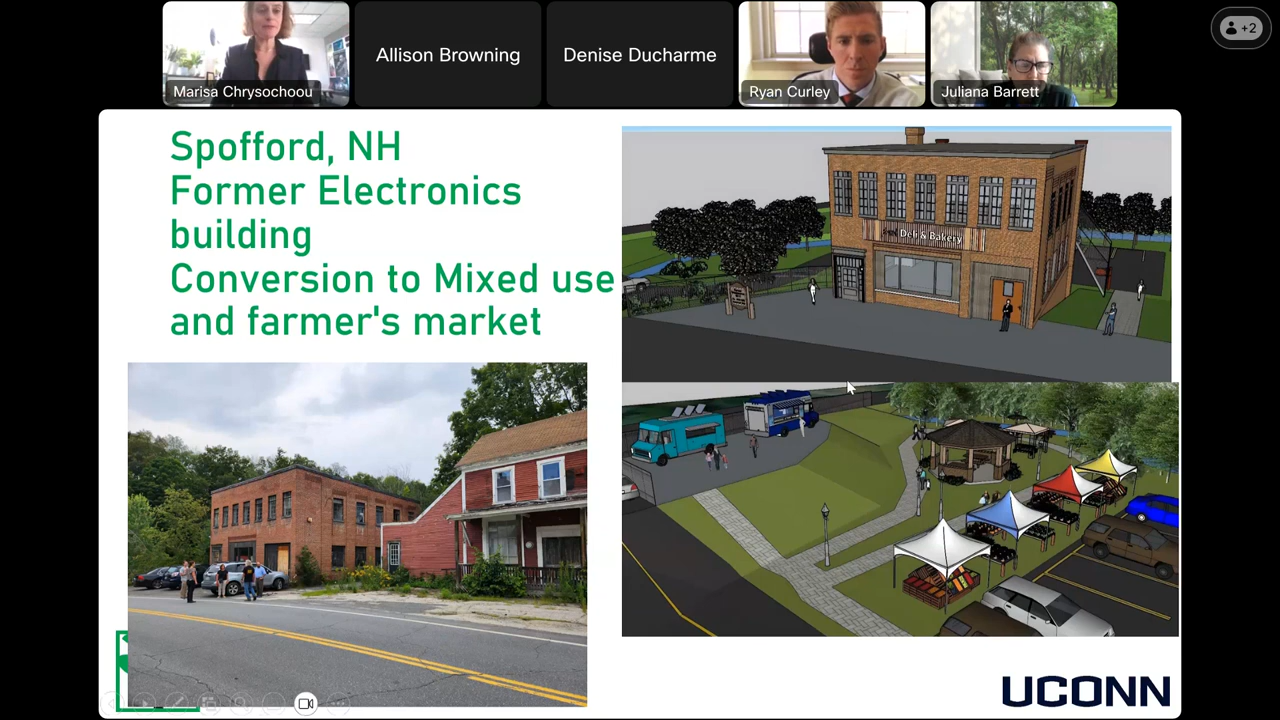 Marisa Chrysochoou
Allison Browning
Denise Ducharme
Ryan Curley
Juliana Barrett
+2
Spofford, NH
Former Electronics
building
Conversion to Mixed use
and farmer's market
Deli & Bakery
UCONN